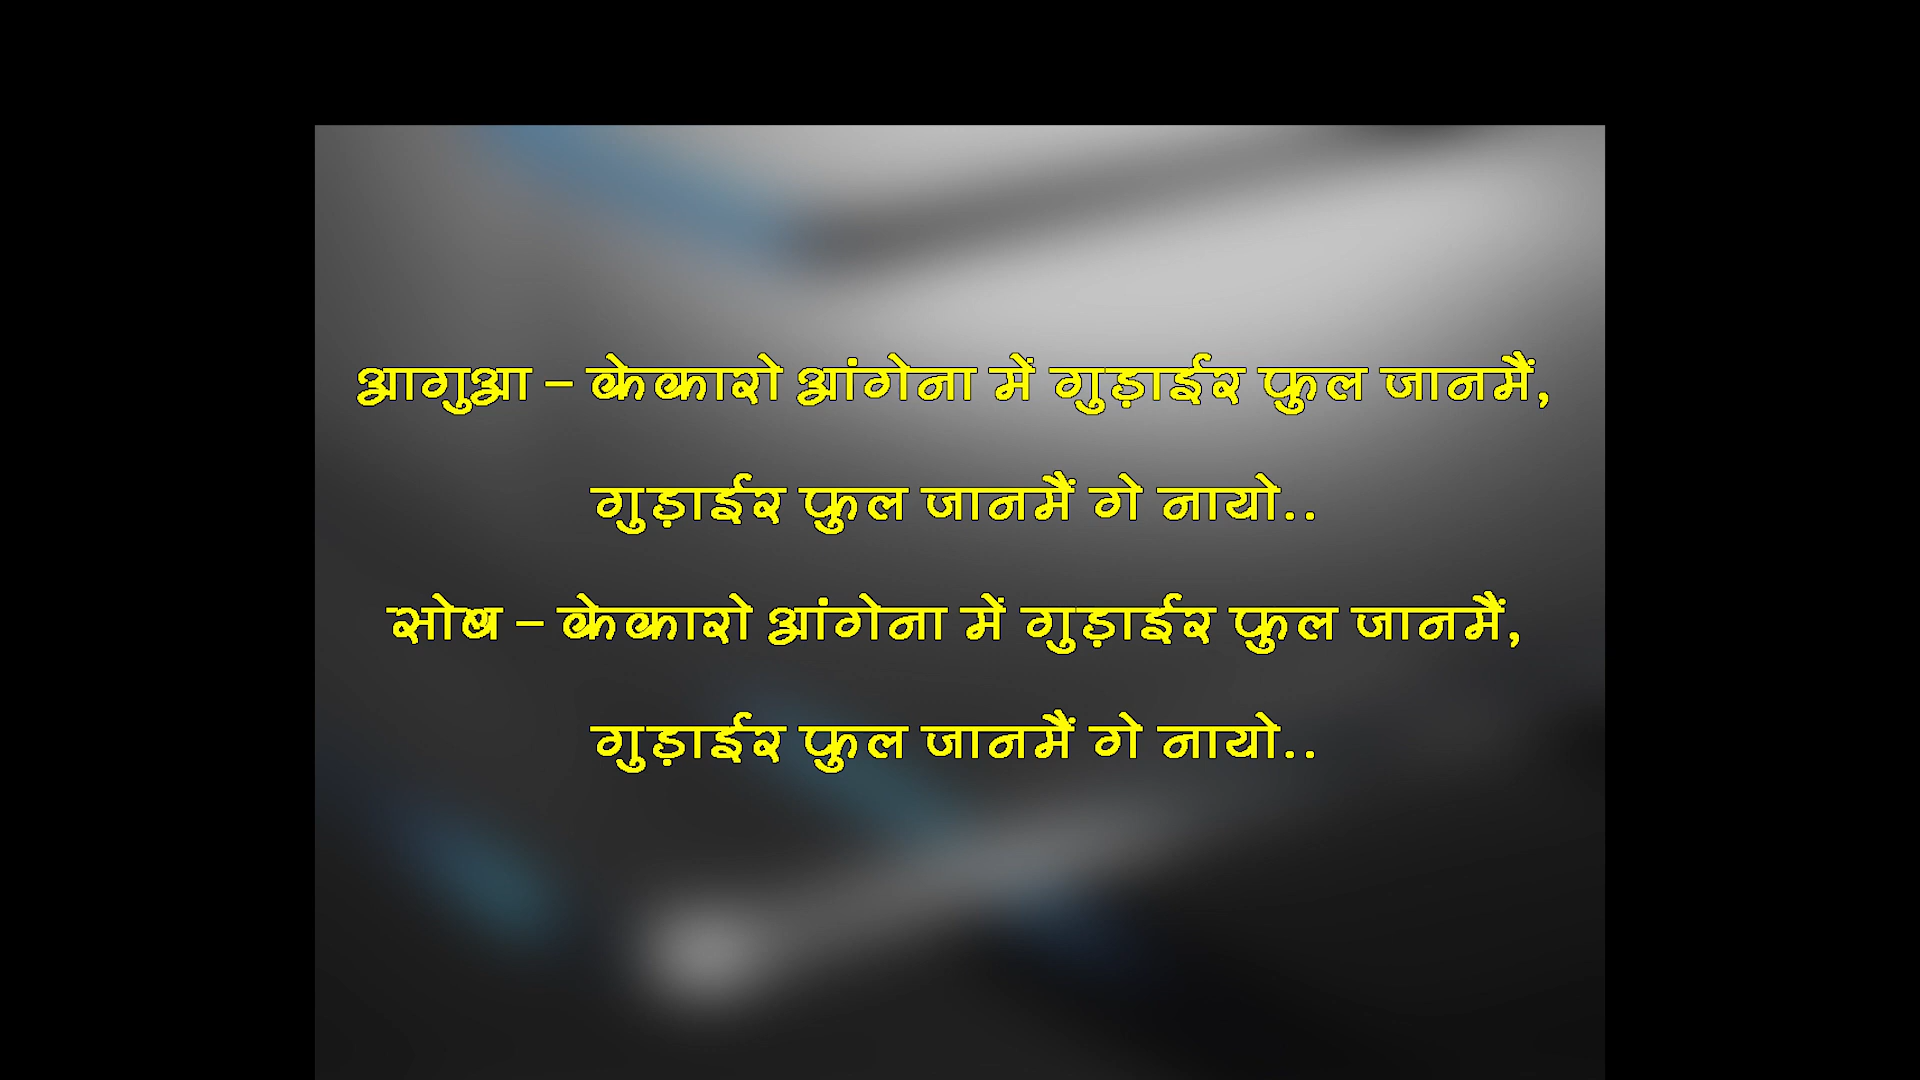 आगुआ – केकारो आंगेना में गुड़ाईर फुल जानमैं,
गुड़ाईर फुल जानमैं गे नायो..
सोब – केकारो आंगेना में गुड़ाईर फुल जानमैं,
गुड़ाईर फुल जानमैं गे नायो..